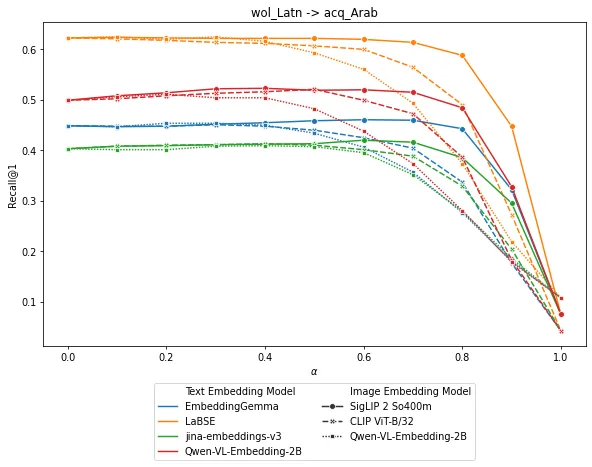 wol_Latn -> acq_Arab
Recall@1
0.6
0.5
0.4
0.3
0.2
0.1
0.0 0.2 0.4 0.6 0.8 1.0
α
Text Embedding Model Image Embedding Model
EmbeddingGemma SigLIP 2 So400m
LaBSE CLIP ViT-B/32
jina-embeddings-v3 Qwen-VL-Embedding-2B
Qwen-VL-Embedding-2B